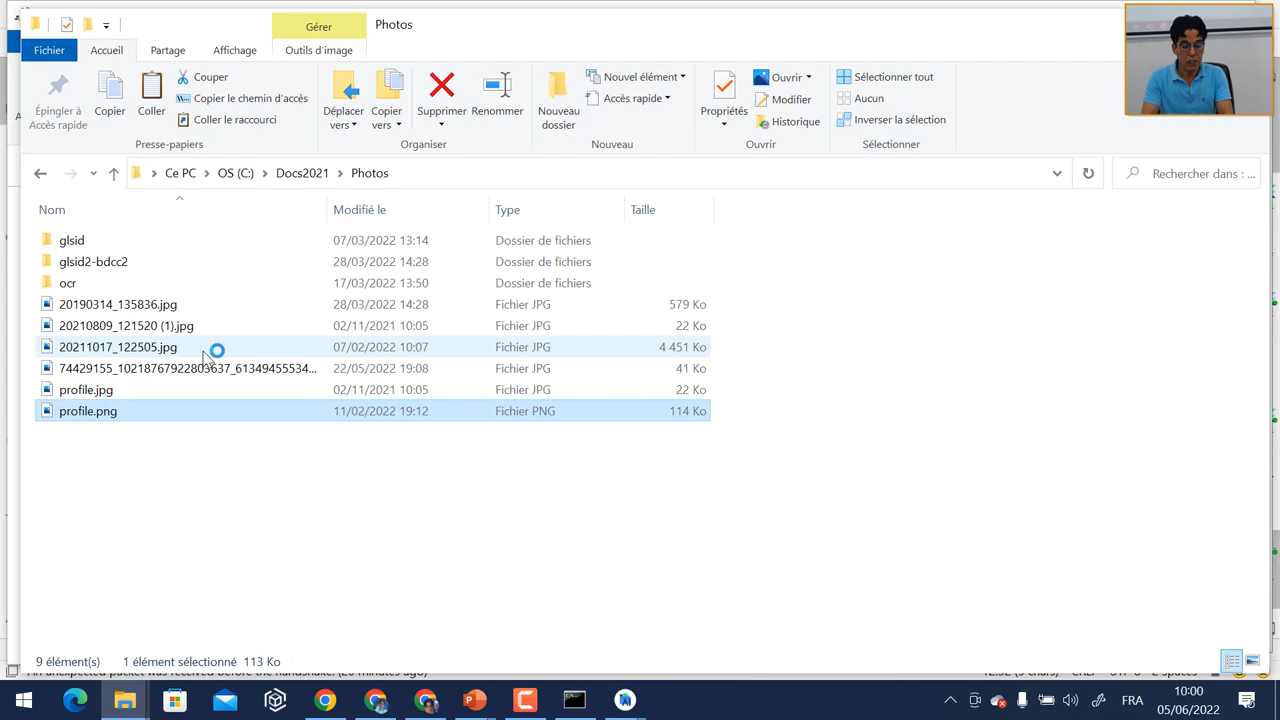 Gérer
Photos
Fichier
Accueil
Partage
Affichage
Outils d'image
Épingler à
Accès rapide
Copier
Coller
Couper
Copier le chemin d'accès
Coller le raccourci
Presse-papiers
Déplacer
vers
Copier
vers
Supprimer
Renommer
Organiser
Nouveau
dossier
Nouvel élément
Accès rapide
Nouveau
Propriétés
Ouvrir
Modifier
Historique
Ouvrir
Sélectionner tout
Aucun
Inverser la sélection
Sélectionner
Ce PC
OS (C:)
Docs2021
Photos
Rechercher dans : ...
Nom Modifié le Type Taille
glsid 07/03/2022 13:14 Dossier de fichiers
glsid2-bdcc2 28/03/2022 14:28 Dossier de fichiers
ocr 17/03/2022 13:50 Dossier de fichiers
20190314_135836.jpg 28/03/2022 14:28 Fichier JPG 579 Ko
20210809_121520 (1).jpg 02/11/2021 10:05 Fichier JPG 22 Ko
20211017_122505.jpg 07/02/2022 10:07 Fichier JPG 4 451 Ko
74429155_10218767922803637_61349455534... 22/05/2022 19:08 Fichier JPG 41 Ko
profile.jpg 02/11/2021 10:05 Fichier JPG 22 Ko
profile.png 11/02/2022 19:12 Fichier PNG 114 Ko
9 élément(s) 1 élément sélectionné 113 Ko
FRA
10:00
05/06/2022